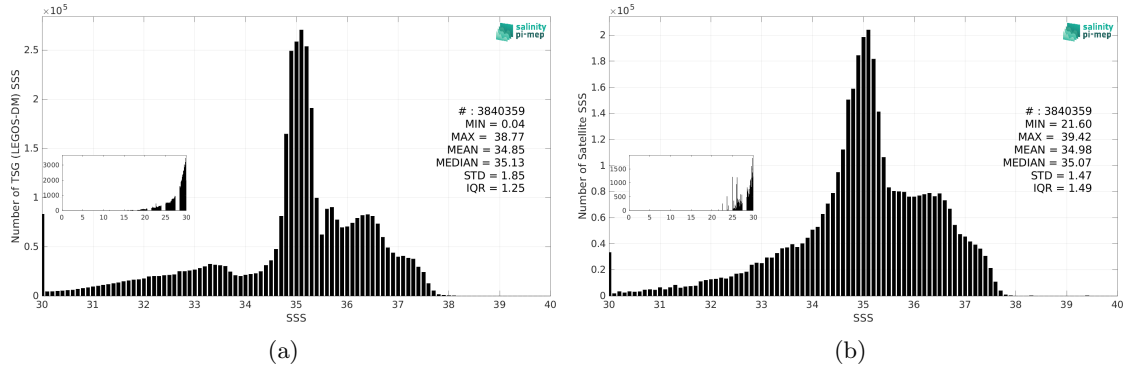 ×10^5
salinity
pi-mep
Number of TSG (LEGOS-DM) SSS
2.5
2
1.5
1
0.5
0
# : 3840359
MIN = 0.04
MAX = 38.77
MEAN = 34.85
MEDIAN = 35.13
STD = 1.85
IQR = 1.25
3000
2000
1000
0
0 5 10 15 20 25 30
30 31 32 33 34 35 36 37 38 39 40
SSS
(a)
×10^5
salinity
pi-mep
Number of Satellite SSS
2
1.8
1.6
1.4
1.2
1
0.8
0.6
0.4
0.2
0
# : 3840359
MIN = 21.60
MAX = 39.42
MEAN = 34.98
MEDIAN = 35.07
STD = 1.47
IQR = 1.49
1500
1000
500
0
0 5 10 15 20 25 30
30 31 32 33 34 35 36 37 38 39 40
SSS
(b)